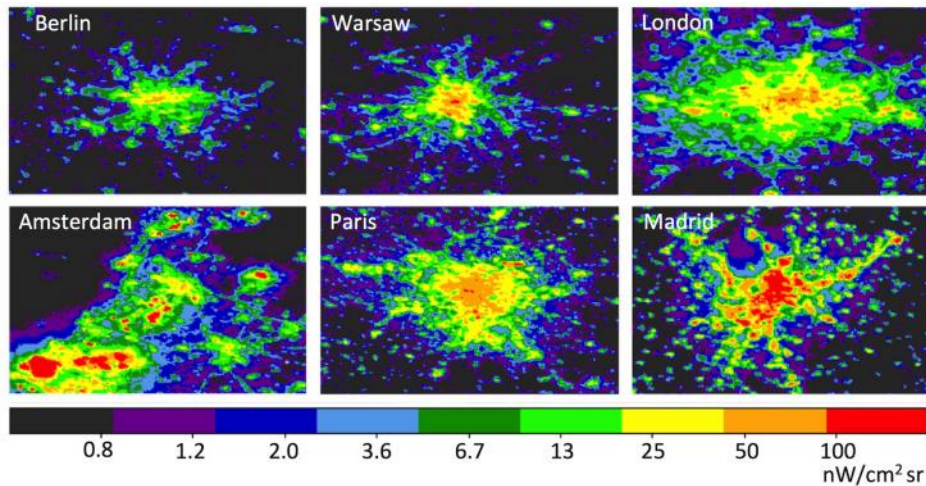 Berlin
Warsaw
London
Amsterdam
Paris
Madrid
0.8 1.2 2.0 3.6 6.7 13 25 50 100
nW/cm² sr